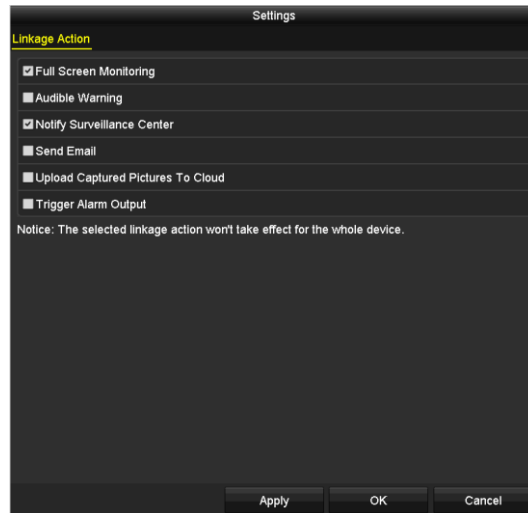 Settings
Linkage Action
Full Screen Monitoring
Audible Warning
Notify Surveillance Center
Send Email
Upload Captured Pictures To Cloud
Trigger Alarm Output
Notice: The selected linkage action won't take effect for the whole device.
Apply OK Cancel